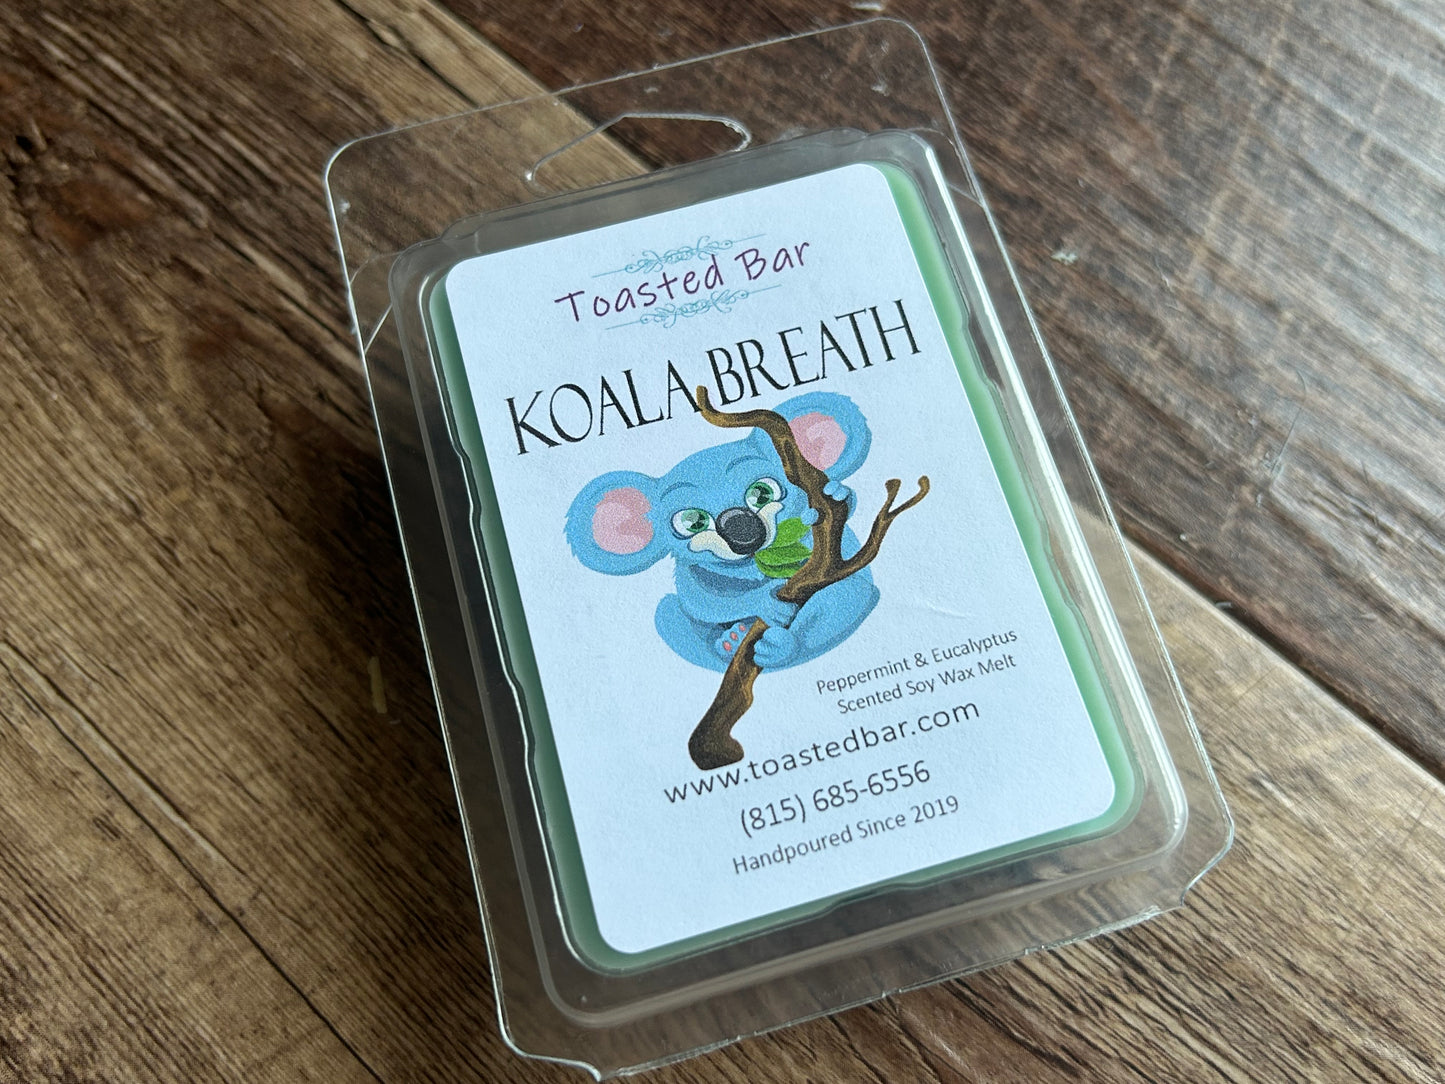 Toasted Bar
KOALA BREATH
Peppermint & Eucalyptus
Scented Soy Wax Melt
www.toastedbar.com
(815) 685-6556
Handpoured Since 2019